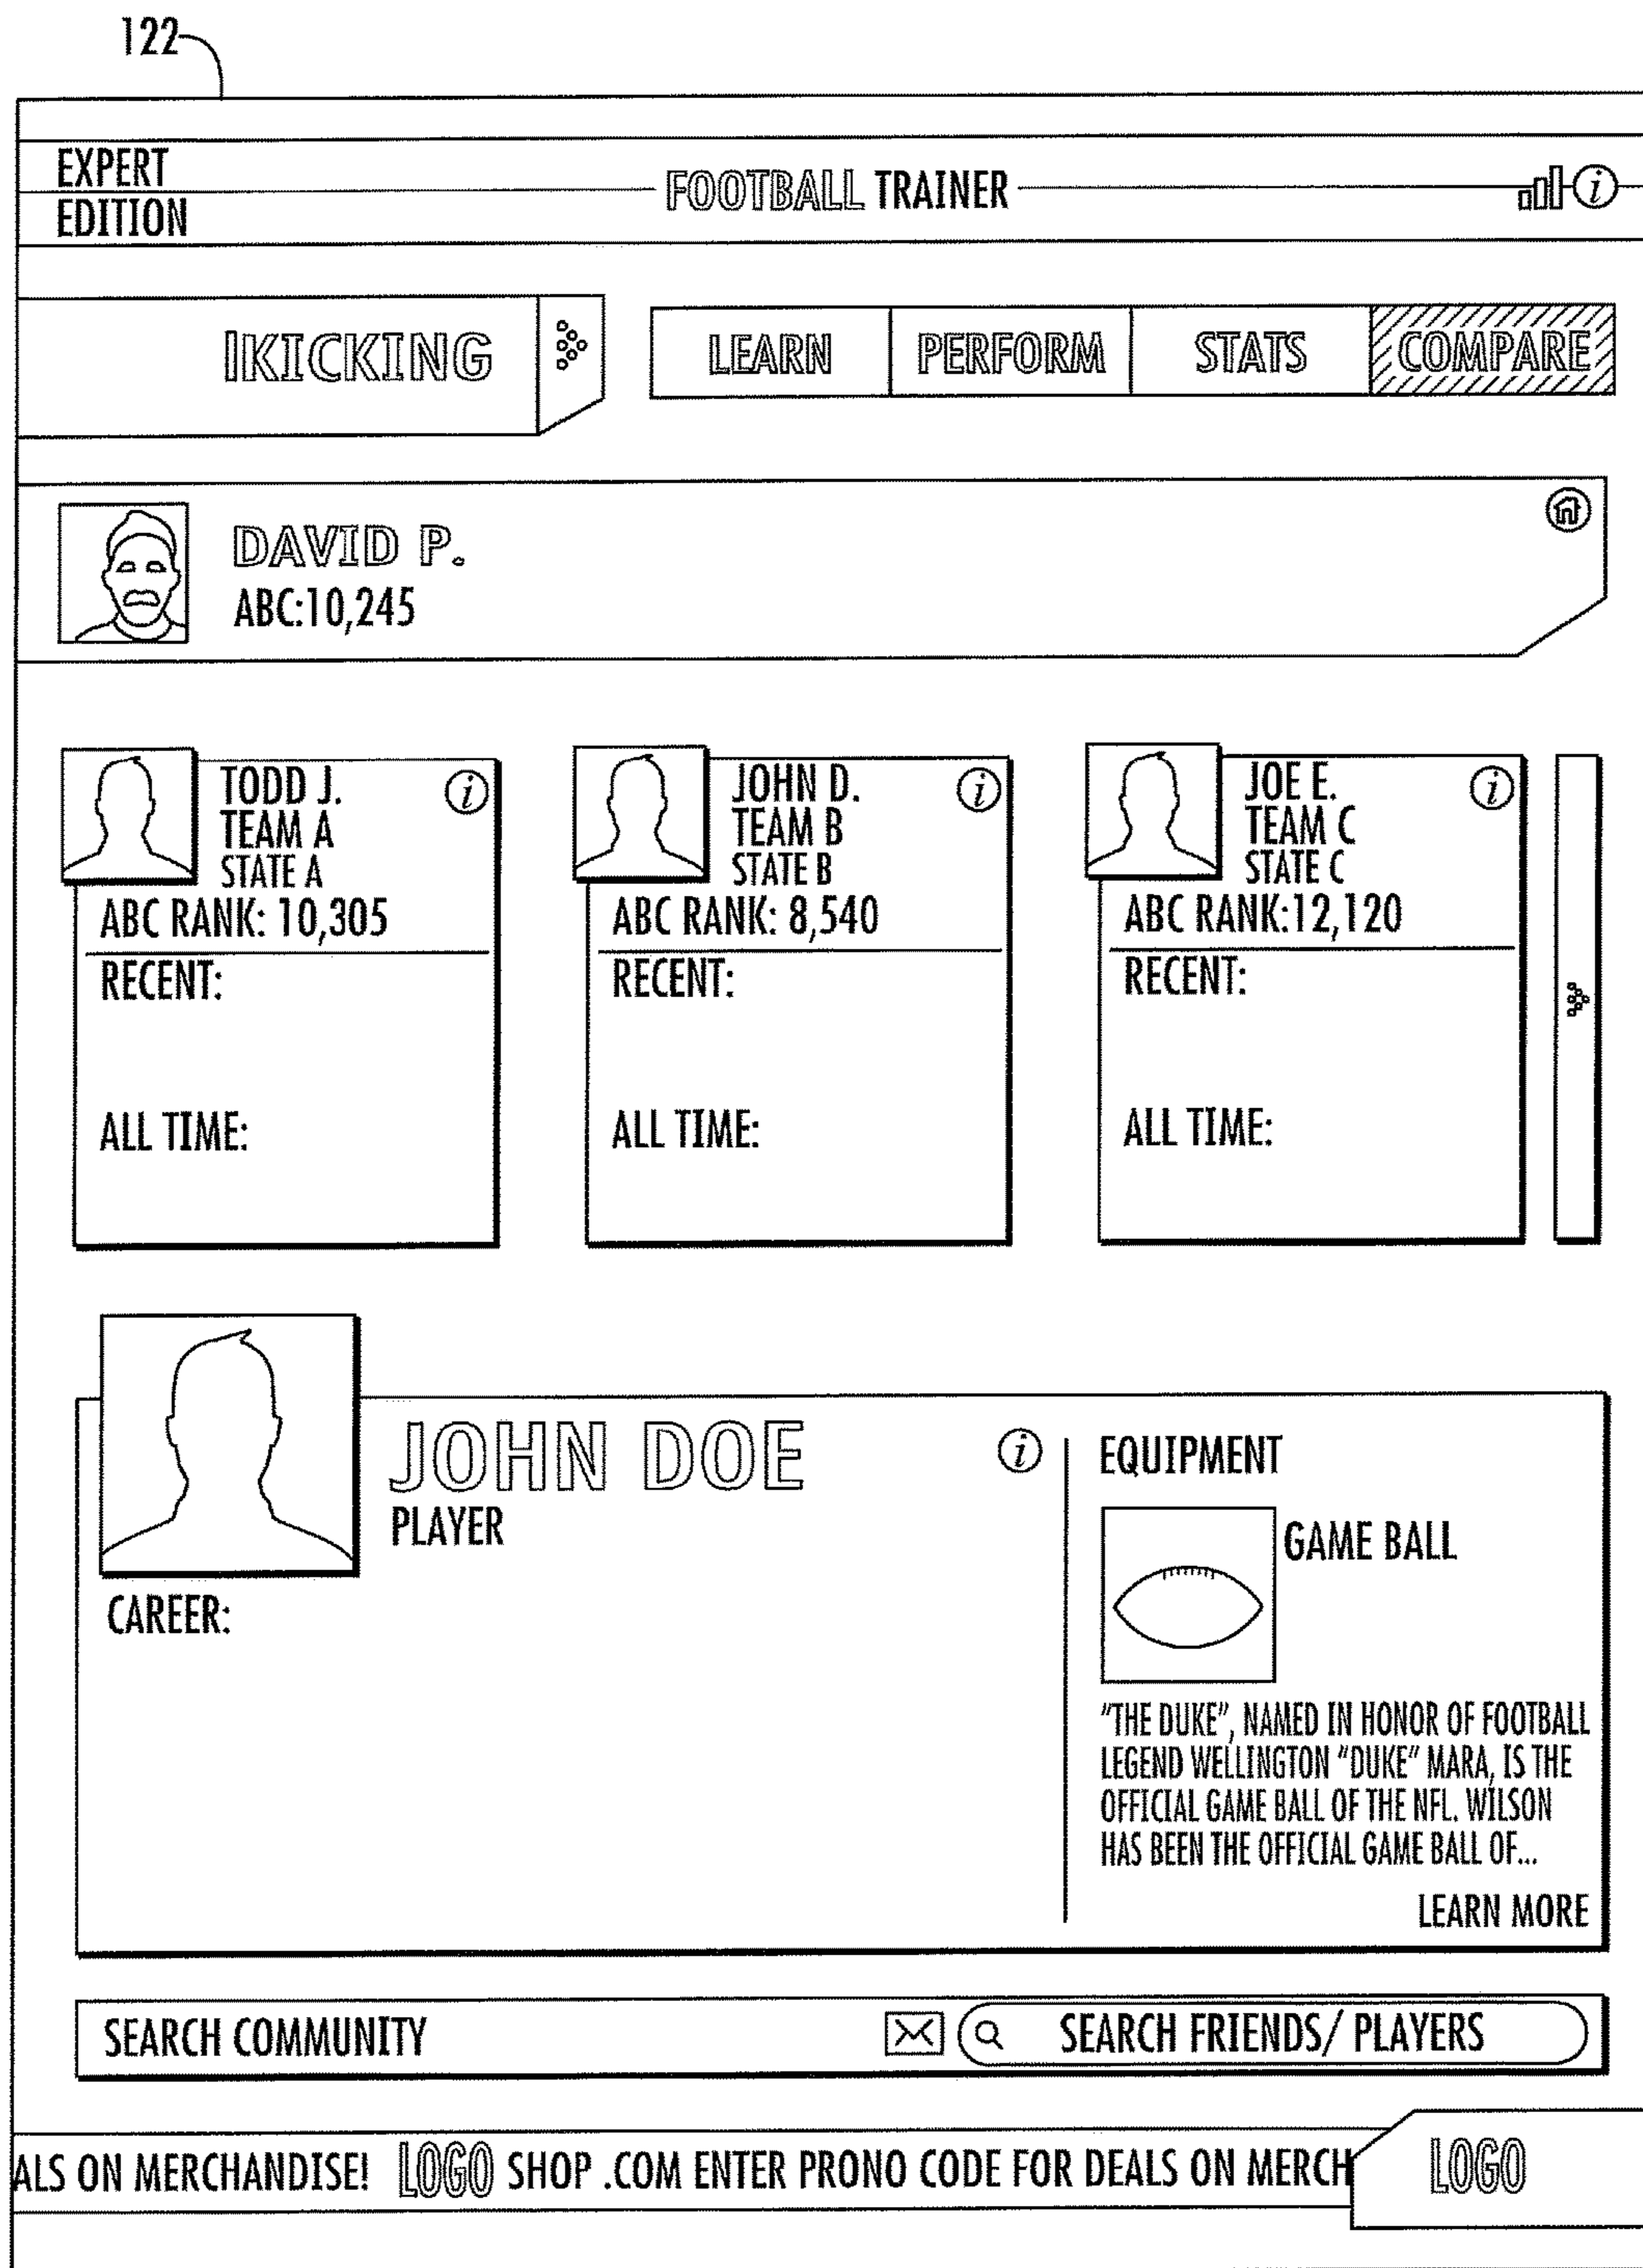 122
EXPERT
EDITION
FOOTBALL TRAINER
KICKING
LEARN
PERFORM
STATS
COMPARE
DAVID P.
ABC:10,245
TODD J.
TEAM A
STATE A
ABC RANK: 10,305
RECENT:
ALL TIME:
JOHN D.
TEAM B
STATE B
ABC RANK: 8,540
RECENT:
ALL TIME:
JOE E.
TEAM C
STATE C
ABC RANK:12,120
RECENT:
ALL TIME:
JOHN DOE
PLAYER
CAREER:
EQUIPMENT
GAME BALL
"THE DUKE", NAMED IN HONOR OF FOOTBALL
LEGEND WELLINGTON "DUKE" MARA, IS THE
OFFICIAL GAME BALL OF THE NFL. WILSON
HAS BEEN THE OFFICIAL GAME BALL OF...
LEARN MORE
SEARCH COMMUNITY
SEARCH FRIENDS/ PLAYERS
ALS ON MERCHANDISE! LOGO SHOP .COM ENTER PRONO CODE FOR DEALS ON MERCH
LOGO